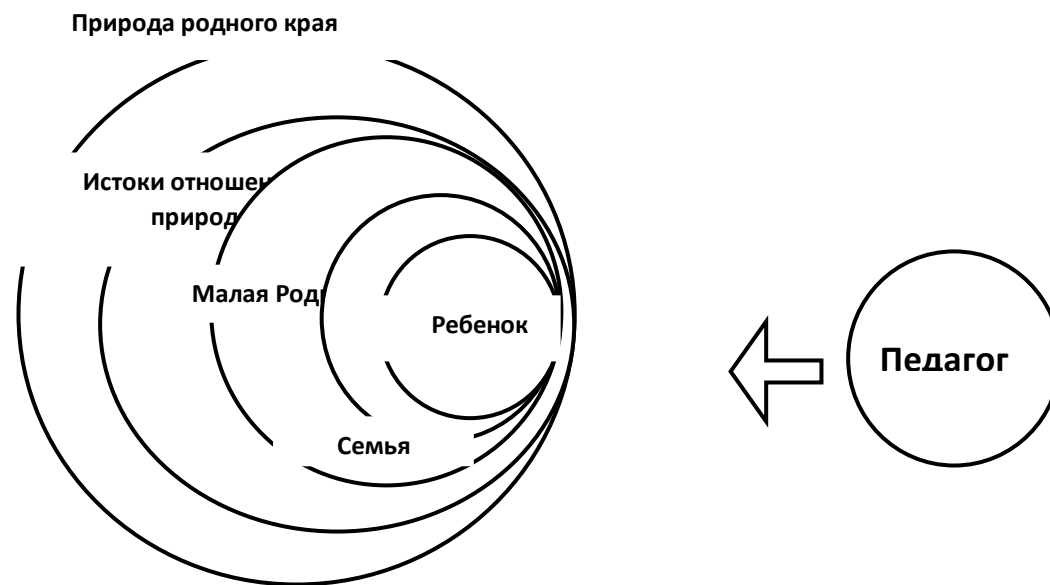 Природа родного края
Истоки отношен
природ
Малая Род
Ребенок
Педагог
Семья